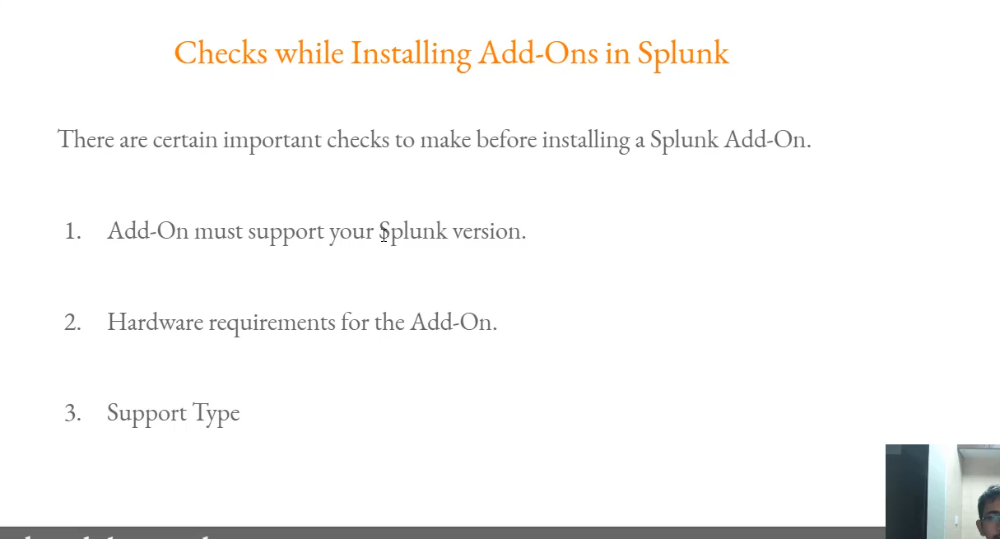 Checks while Installing Add-Ons in Splunk
There are certain important checks to make before installing a Splunk Add-On.
1. Add-On must support your Splunk version.
2. Hardware requirements for the Add-On.
3. Support Type